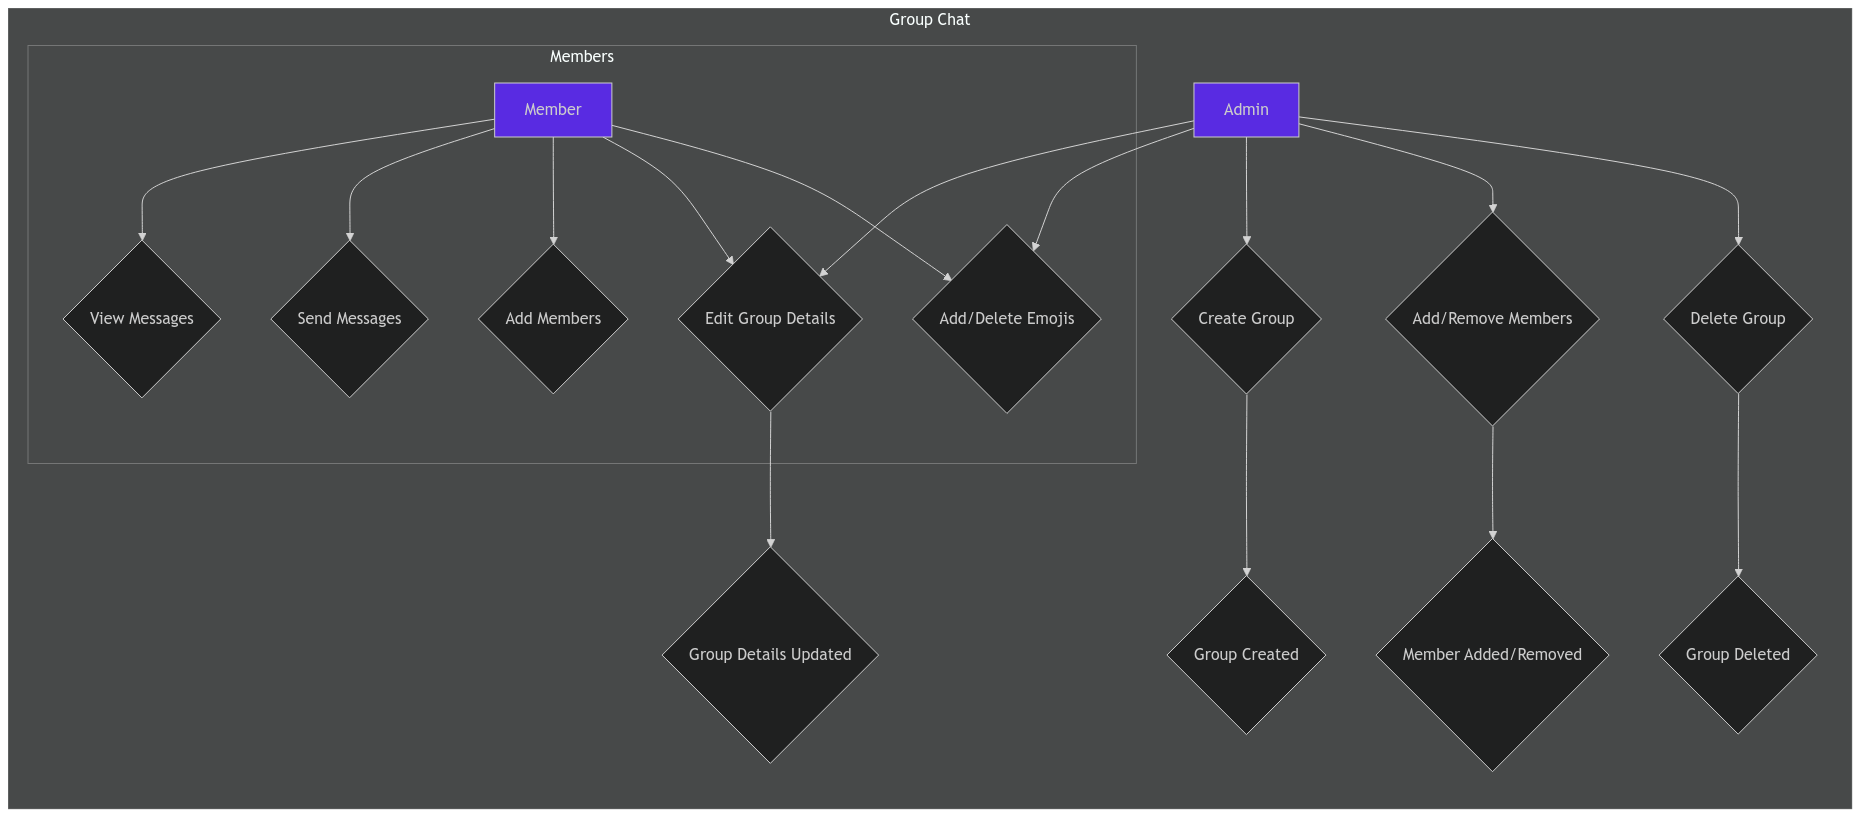 Group Chat
Members
Member
Admin
View Messages
Send Messages
Add Members
Edit Group Details
Add/Delete Emojis
Create Group
Add/Remove Members
Delete Group
Group Details Updated
Group Created
Member Added/Removed
Group Deleted